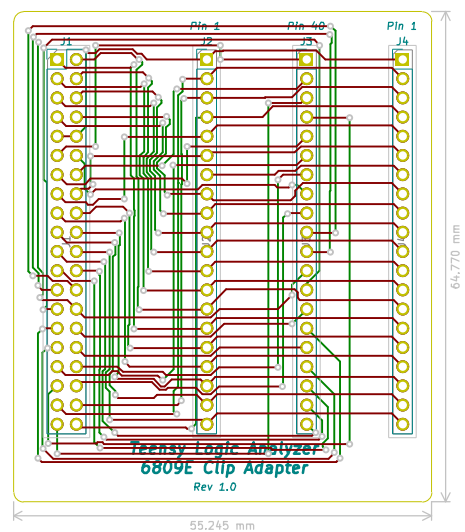 Pin 1 Pin 40 Pin 1
J1 J2 J3 J4
64.770 mm
Teensy Logic Analyzer
6809E Clip Adapter
Rev 1.0
55.245 mm